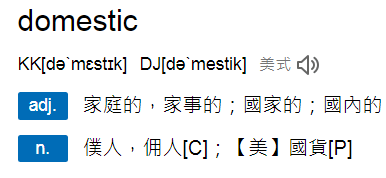 domestic
KK[dəˋmɛstɪk] DJ[dəˋmestik] 美式
adj. 家庭的，家事的；國家的；國內的
n. 僕人，佣人[C]；【美】國貨[P]